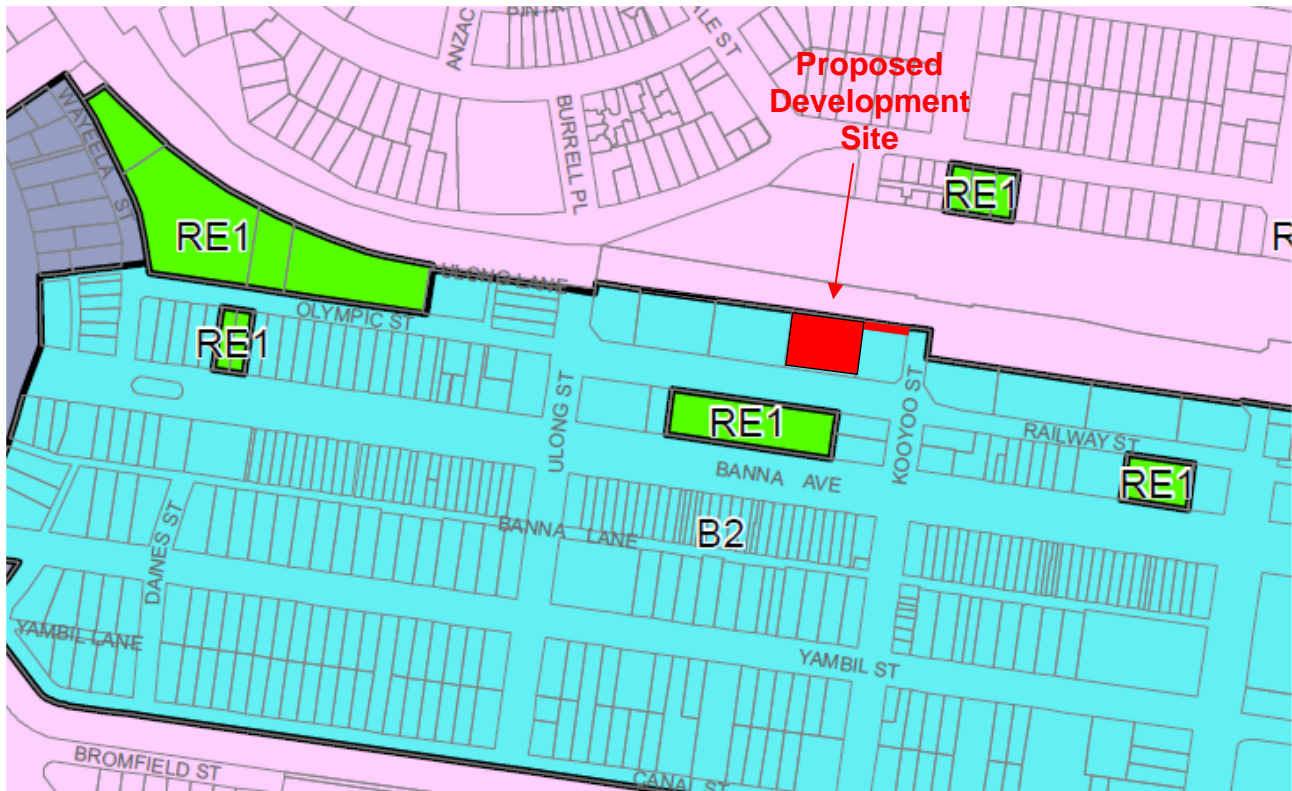 ANZAC
ALE ST
Proposed
Development
Site
BURRELL PL
WAYEELA ST
RE1
RE1
R
ULONG LANE
OLYMPIC ST
RE1
ULONG ST
RE1
KOOYOO ST
RAILWAY ST
BANNA AVE
RE1
BANNA LANE
B2
DAINES ST
YAMBIL LANE
YAMBIL ST
BROMFIELD ST
CANAL ST